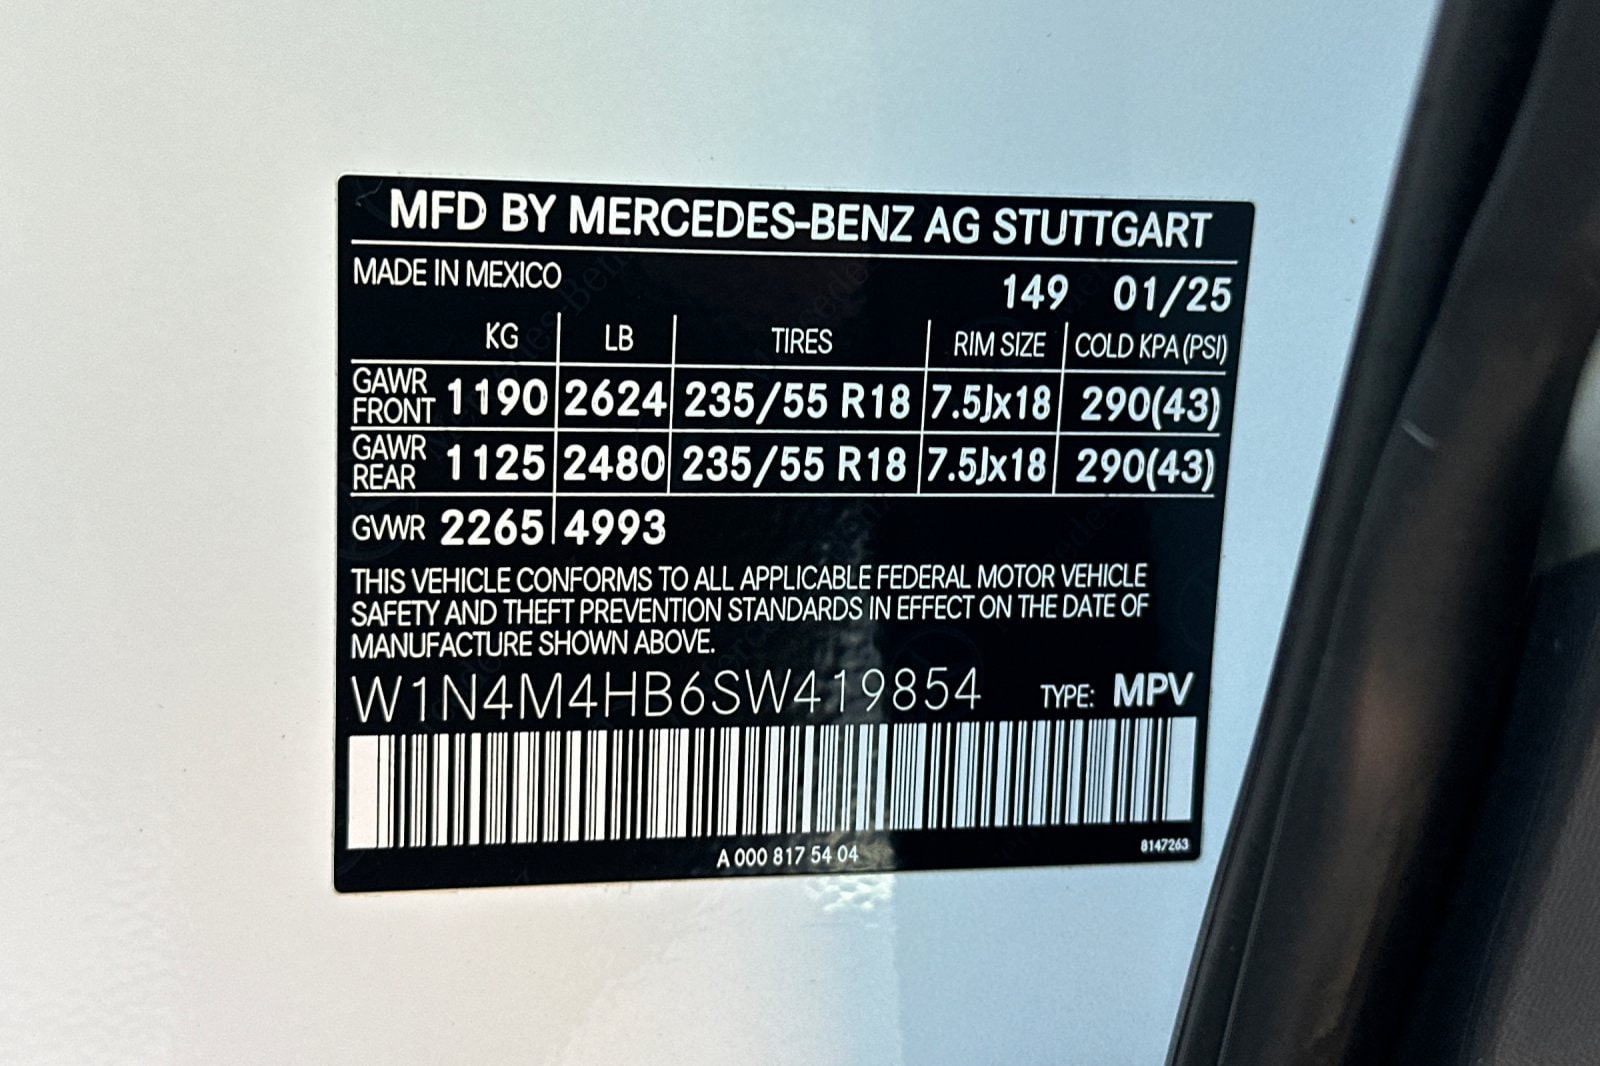 MFD BY MERCEDES-BENZ AG STUTTGART
MADE IN MEXICO
149 01/25
KG LB TIRES RIM SIZE COLD KPA (PSI)
GAWR FRONT 1190 2624 235/55 R18 7.5Jx18 290(43)
GAWR REAR 1125 2480 235/55 R18 7.5Jx18 290(43)
GVWR 2265 4993
THIS VEHICLE CONFORMS TO ALL APPLICABLE FEDERAL MOTOR VEHICLE
SAFETY AND THEFT PREVENTION STANDARDS IN EFFECT ON THE DATE OF
MANUFACTURE SHOWN ABOVE.
W1N4M4HB6SW419854 TYPE: MPV
A 000 817 54 04
8147263